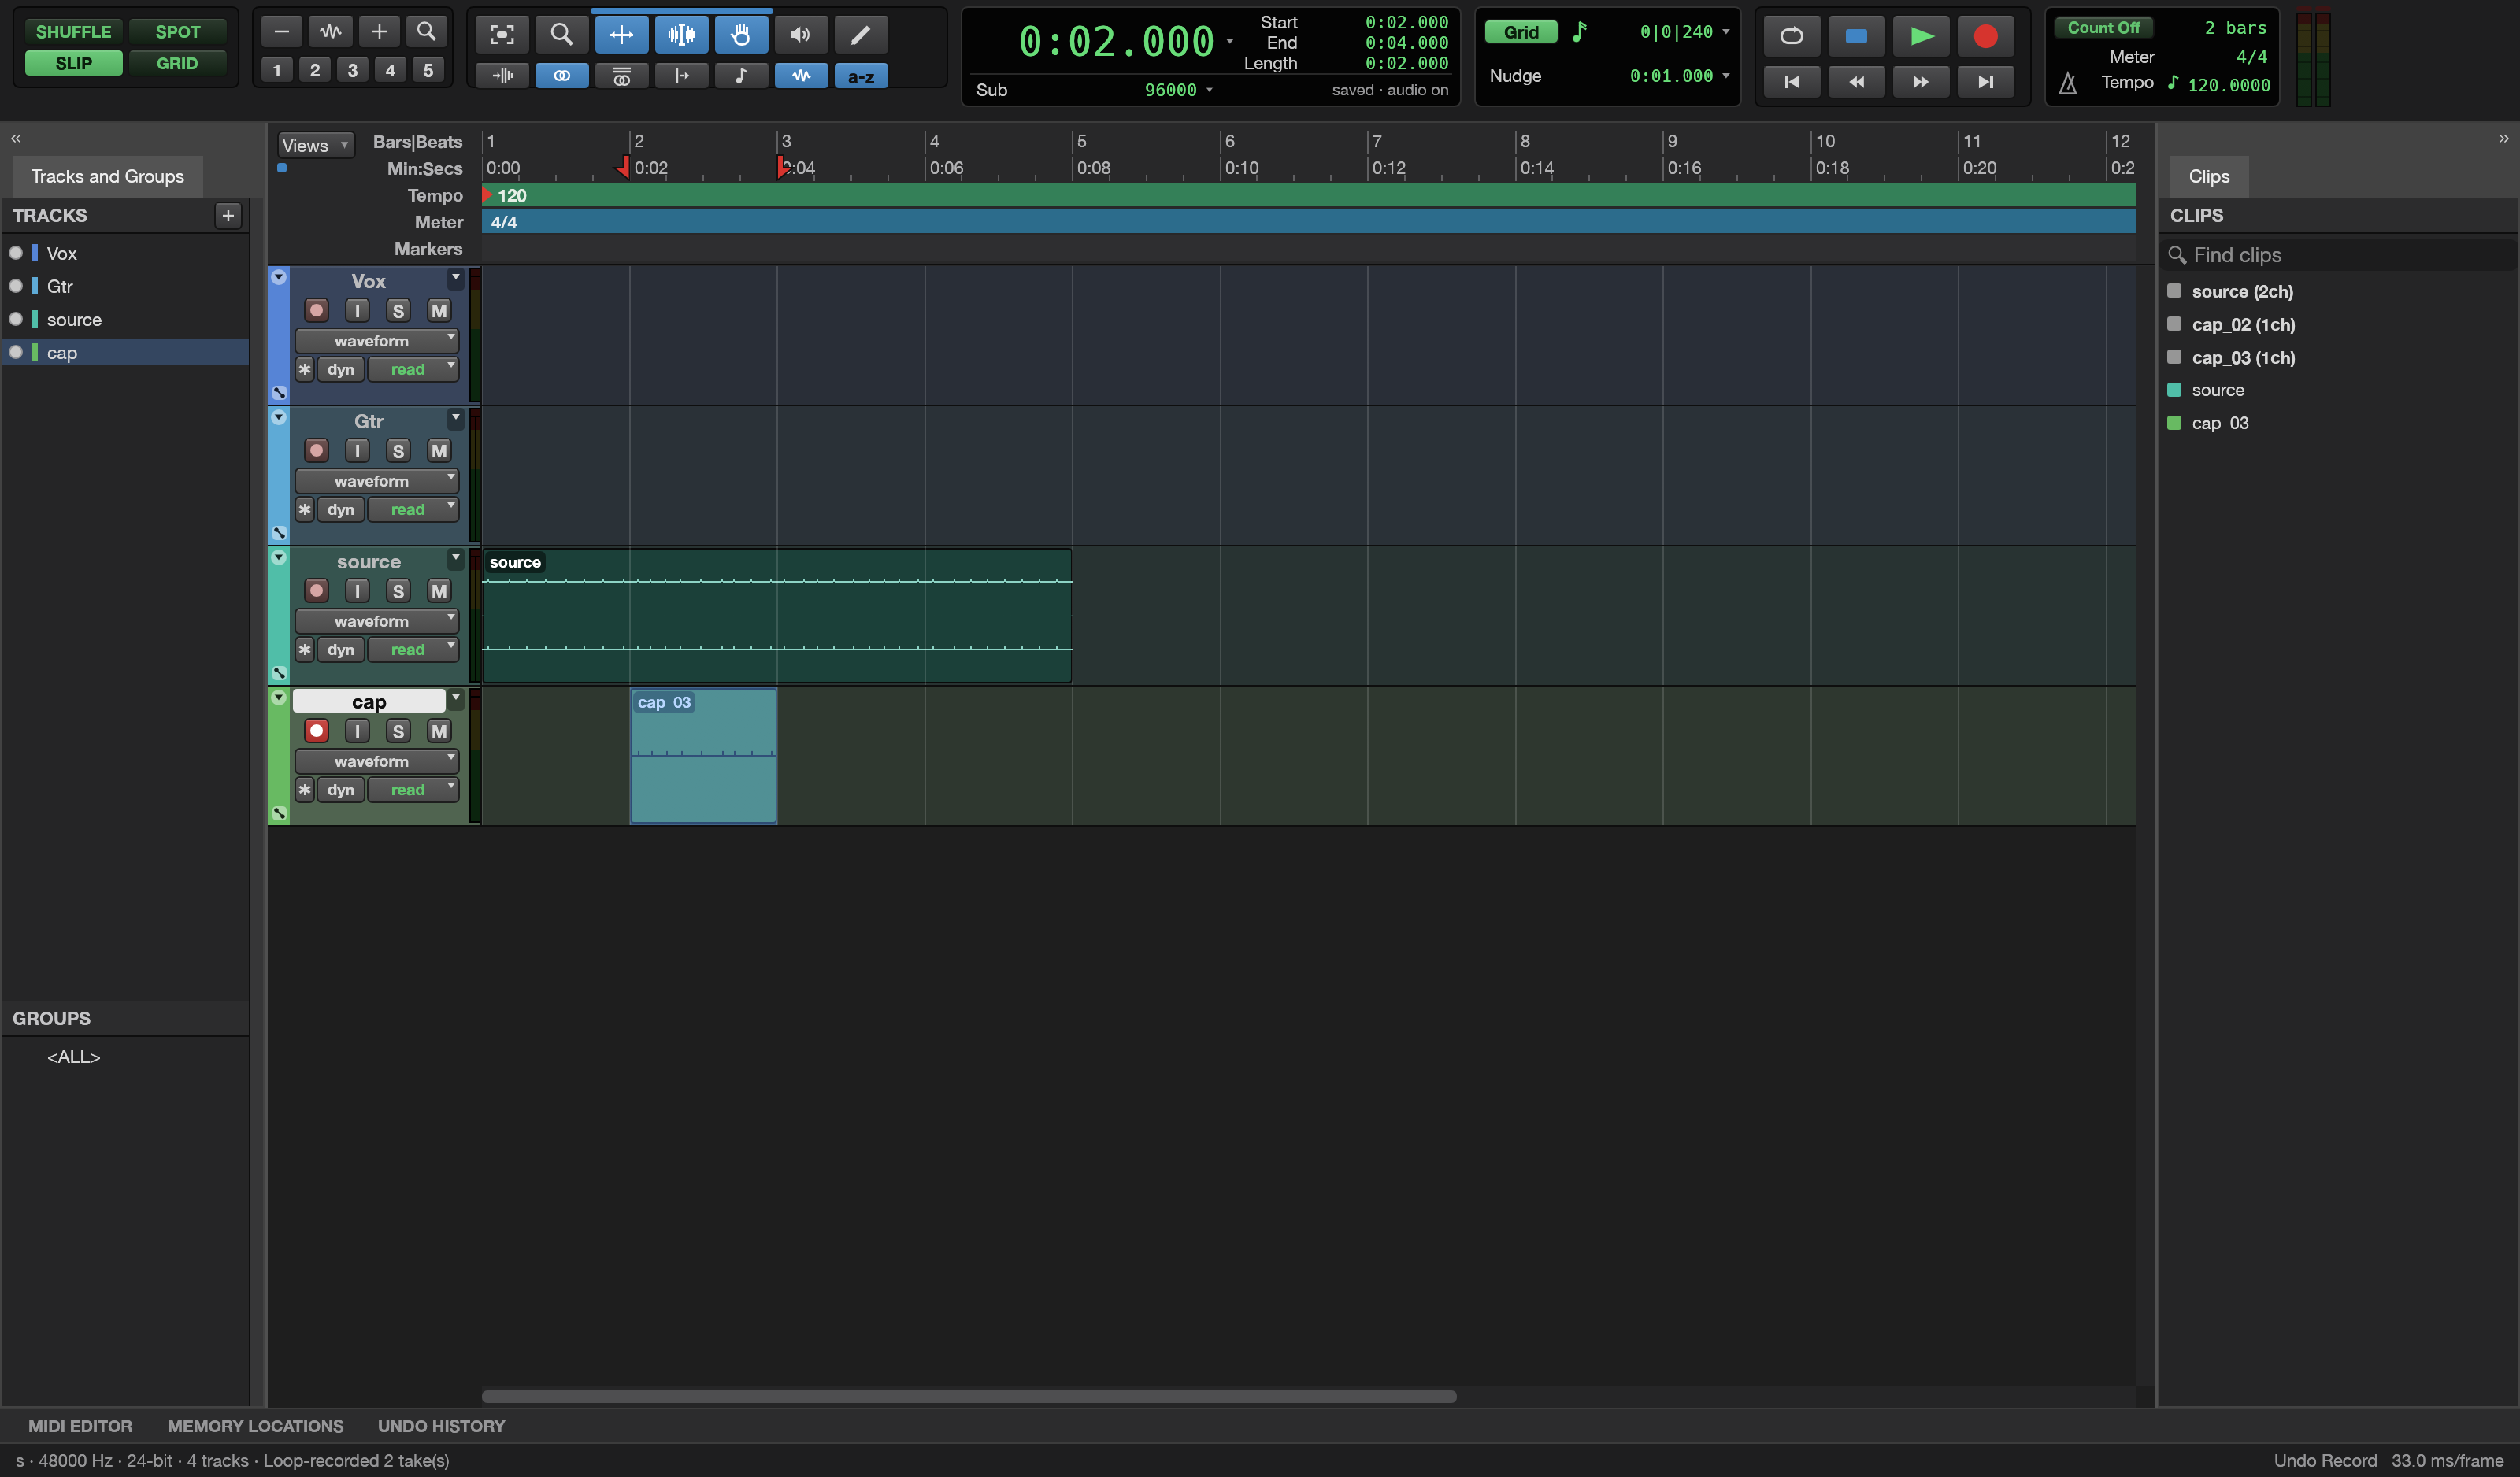 SHUFFLE SPOT
SLIP GRID
1 2 3 4 5
a-z
0:02.000
Start 0:02.000
End 0:04.000
Length 0:02.000
Sub 96000 saved · audio on
Grid 0|0|240
Nudge 0:01.000
Count Off 2 bars
Meter 4/4
Tempo 120.0000
Tracks and Groups
TRACKS +
Vox
Gtr
source
cap
GROUPS
<ALL>
Views
Bars|Beats 1 2 3 4 5 6 7 8 9 10 11 12
Min:Secs 0:00 0:02 0:04 0:06 0:08 0:10 0:12 0:14 0:16 0:18 0:20 0:2
Tempo 120
Meter 4/4
Markers
Vox
I S M
waveform
* dyn read
Gtr
I S M
waveform
* dyn read
source
I S M
waveform
* dyn read
source
cap
I S M
waveform
* dyn read
cap_03
Clips
CLIPS
Find clips
source (2ch)
cap_02 (1ch)
cap_03 (1ch)
source
cap_03
MIDI EDITOR MEMORY LOCATIONS UNDO HISTORY
s · 48000 Hz · 24-bit · 4 tracks · Loop-recorded 2 take(s)
Undo Record 33.0 ms/frame